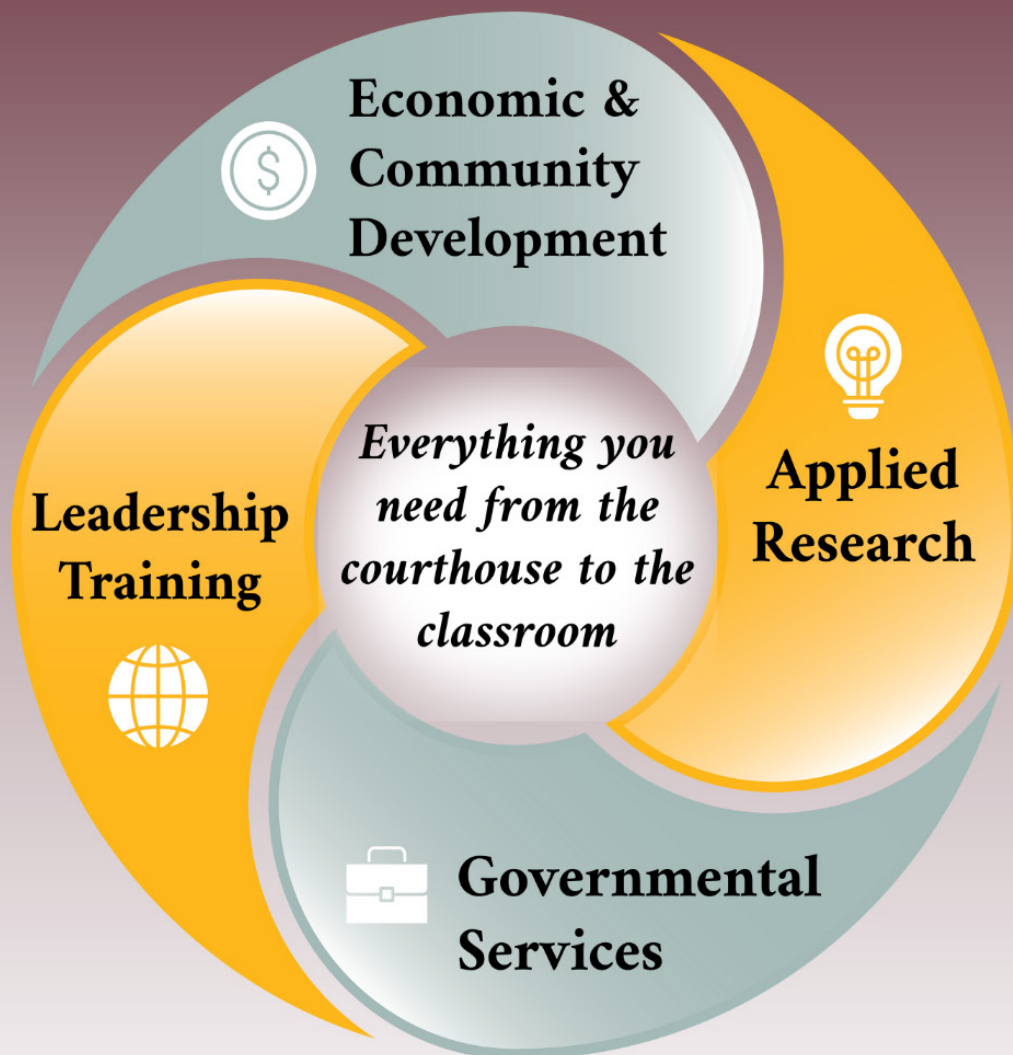 Economic &
Community
Development
Applied
Research
Everything you
need from the
courthouse to the
classroom
Leadership
Training
Governmental
Services